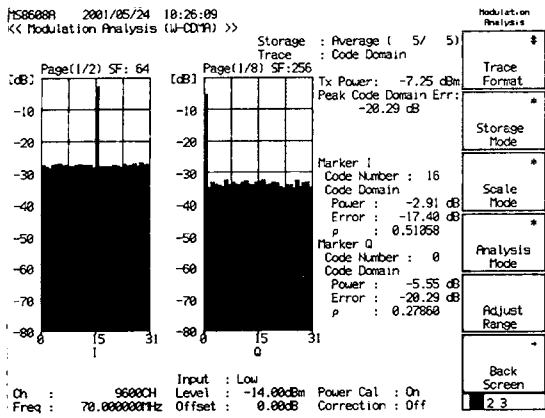 MS8608A 2001/05/24 10:26:09
<< Modulation Analysis (W-CDMA) >>
Storage : Average ( 5/ 5)
Trace : Code Domain
Page(1/2) SF: 64
Page(1/8) SF:256
[dB]
-10
-20
-30
-40
-50
-60
-70
-80
0 15 31
I
[dB]
-10
-20
-30
-40
-50
-60
-70
-80
0 15 31
Q
Tx Power: -7.25 dBm
Peak Code Domain Err:
-20.29 dB
Marker I
Code Number : 16
Code Domain
Power : -2.91 dB
Error : -17.40 dB
ρ : 0.51058
Marker Q
Code Number : 0
Code Domain
Power : -5.55 dB
Error : -20.29 dB
ρ : 0.27860
Input : Low
Ch : 9600CH Level : -14.00dBm Power Cal : On
Freq : 70.000000MHz Offset : 0.00dB Correction : Off
Modulation
Analysis
Trace
Format
*
Storage
Mode
*
Scale
Mode
*
Analysis
Mode
Adjust
Range
→
Back
Screen
2 3